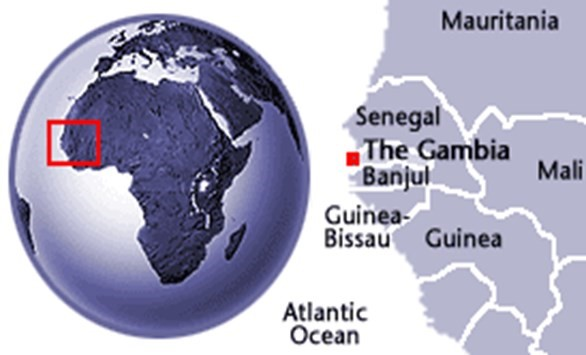 Mauritania
Senegal
The Gambia
Banjul
Mali
Guinea-
Bissau
Guinea
Atlantic
Ocean